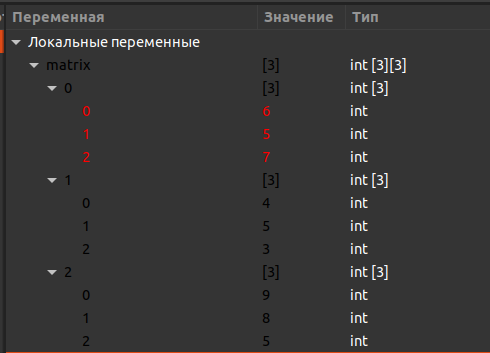 Переменная Значение Тип
Локальные переменные
matrix [3] int [3][3]
0 [3] int [3]
0 6 int
1 5 int
2 7 int
1 [3] int [3]
0 4 int
1 5 int
2 3 int
2 [3] int [3]
0 9 int
1 8 int
2 5 int